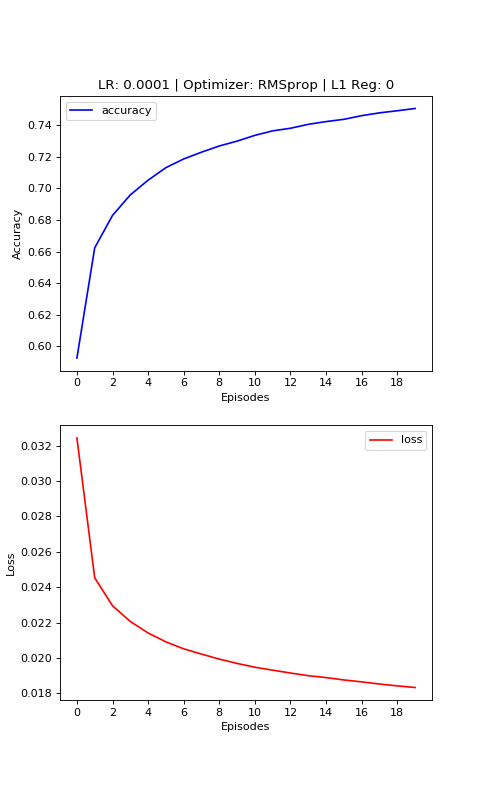 LR: 0.0001 | Optimizer: RMSprop | L1 Reg: 0
accuracy
0.74
0.72
0.70
0.68
0.66
0.64
0.62
0.60
Accuracy
0 2 4 6 8 10 12 14 16 18
Episodes
loss
0.032
0.030
0.028
0.026
0.024
0.022
0.020
0.018
Loss
0 2 4 6 8 10 12 14 16 18
Episodes